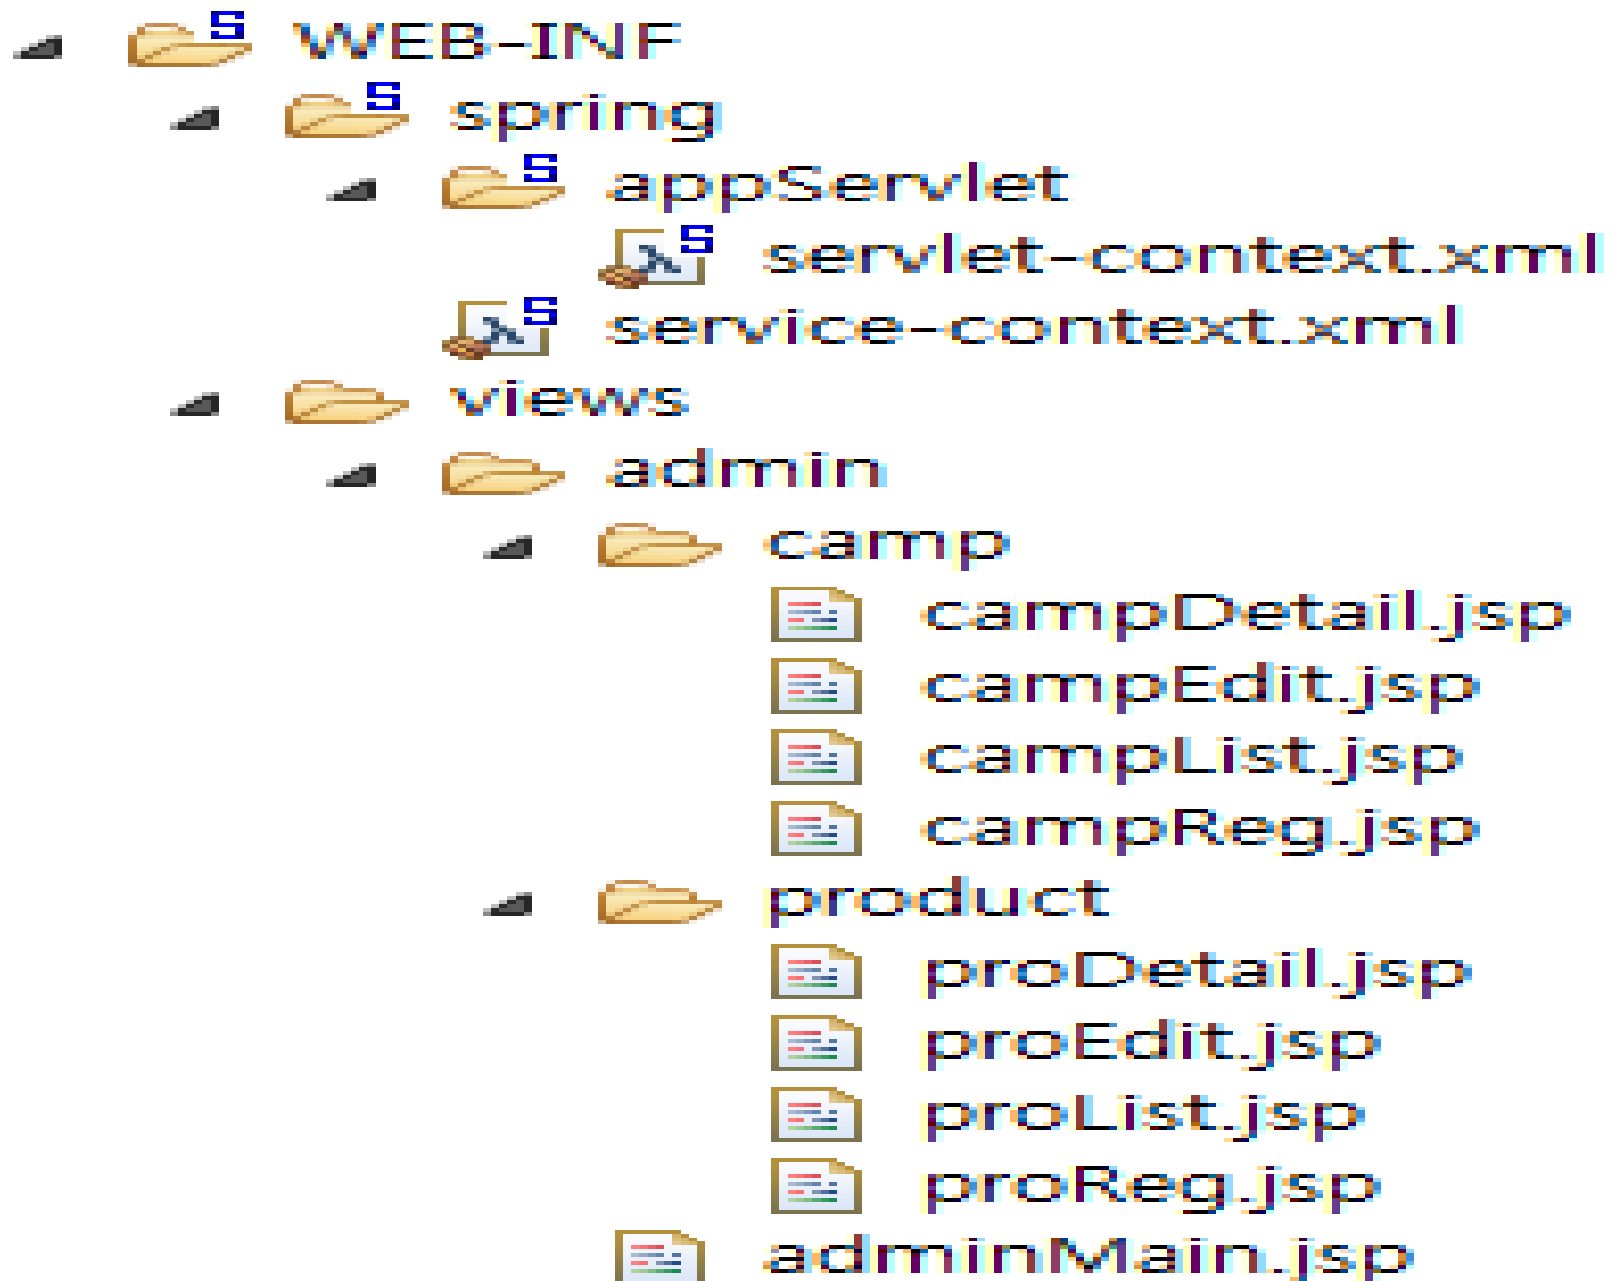 WEB-INF
spring
appServlet
servlet-context.xml
service-context.xml
views
admin
camp
campDetail.jsp
campEdit.jsp
campList.jsp
campReg.jsp
product
proDetail.jsp
proEdit.jsp
proList.jsp
proReg.jsp
adminMain.jsp